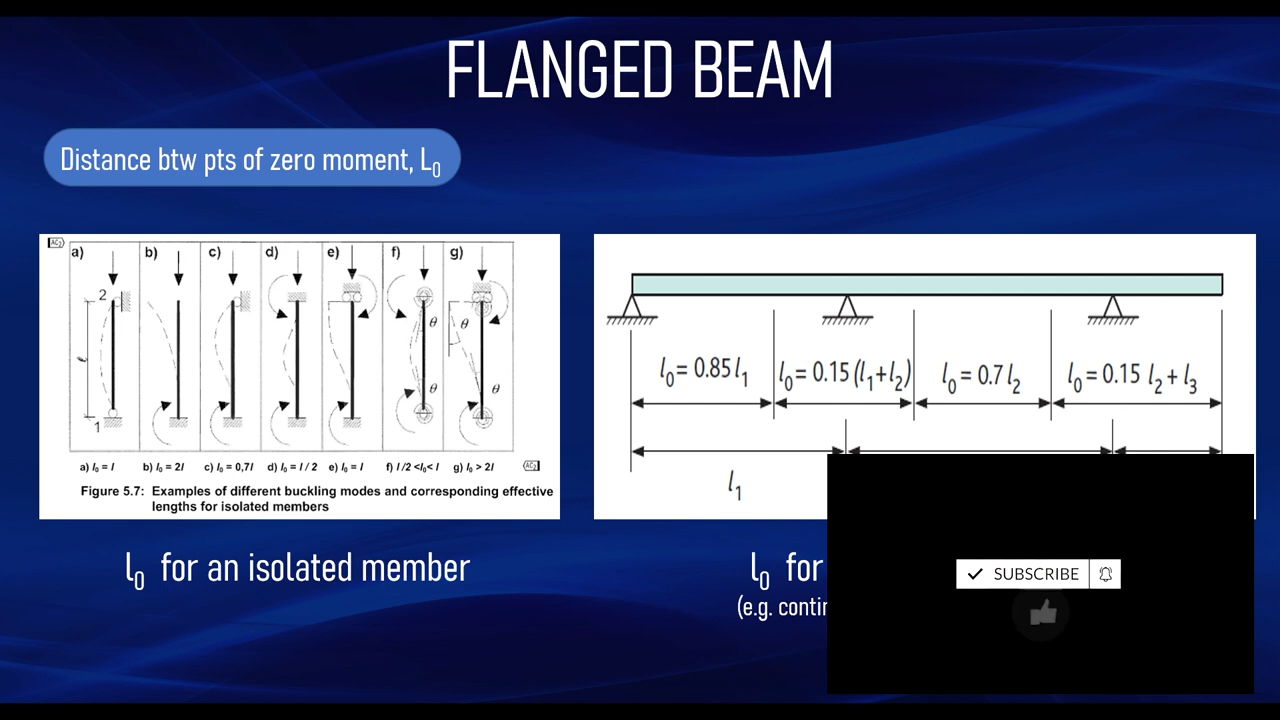 FLANGED BEAM
Distance btw pts of zero moment, L0
AC2
a) b) c) d) e) f) g)
2
θ
θ
ℓ
θ
θ
1
a) l0 = l b) l0 = 2l c) l0 = 0,7l d) l0 = l / 2 e) l0 = l f) l /2 <l0< l g) l0 > 2l
AC2
Figure 5.7: Examples of different buckling modes and corresponding effective
lengths for isolated members
l0 = 0.85 l1 l0 = 0.15 (l1 + l2) l0 = 0.7 l2 l0 = 0.15 l2 + l3
l1
l0 for an isolated member
l0 for
(e.g.
SUBSCRIBE